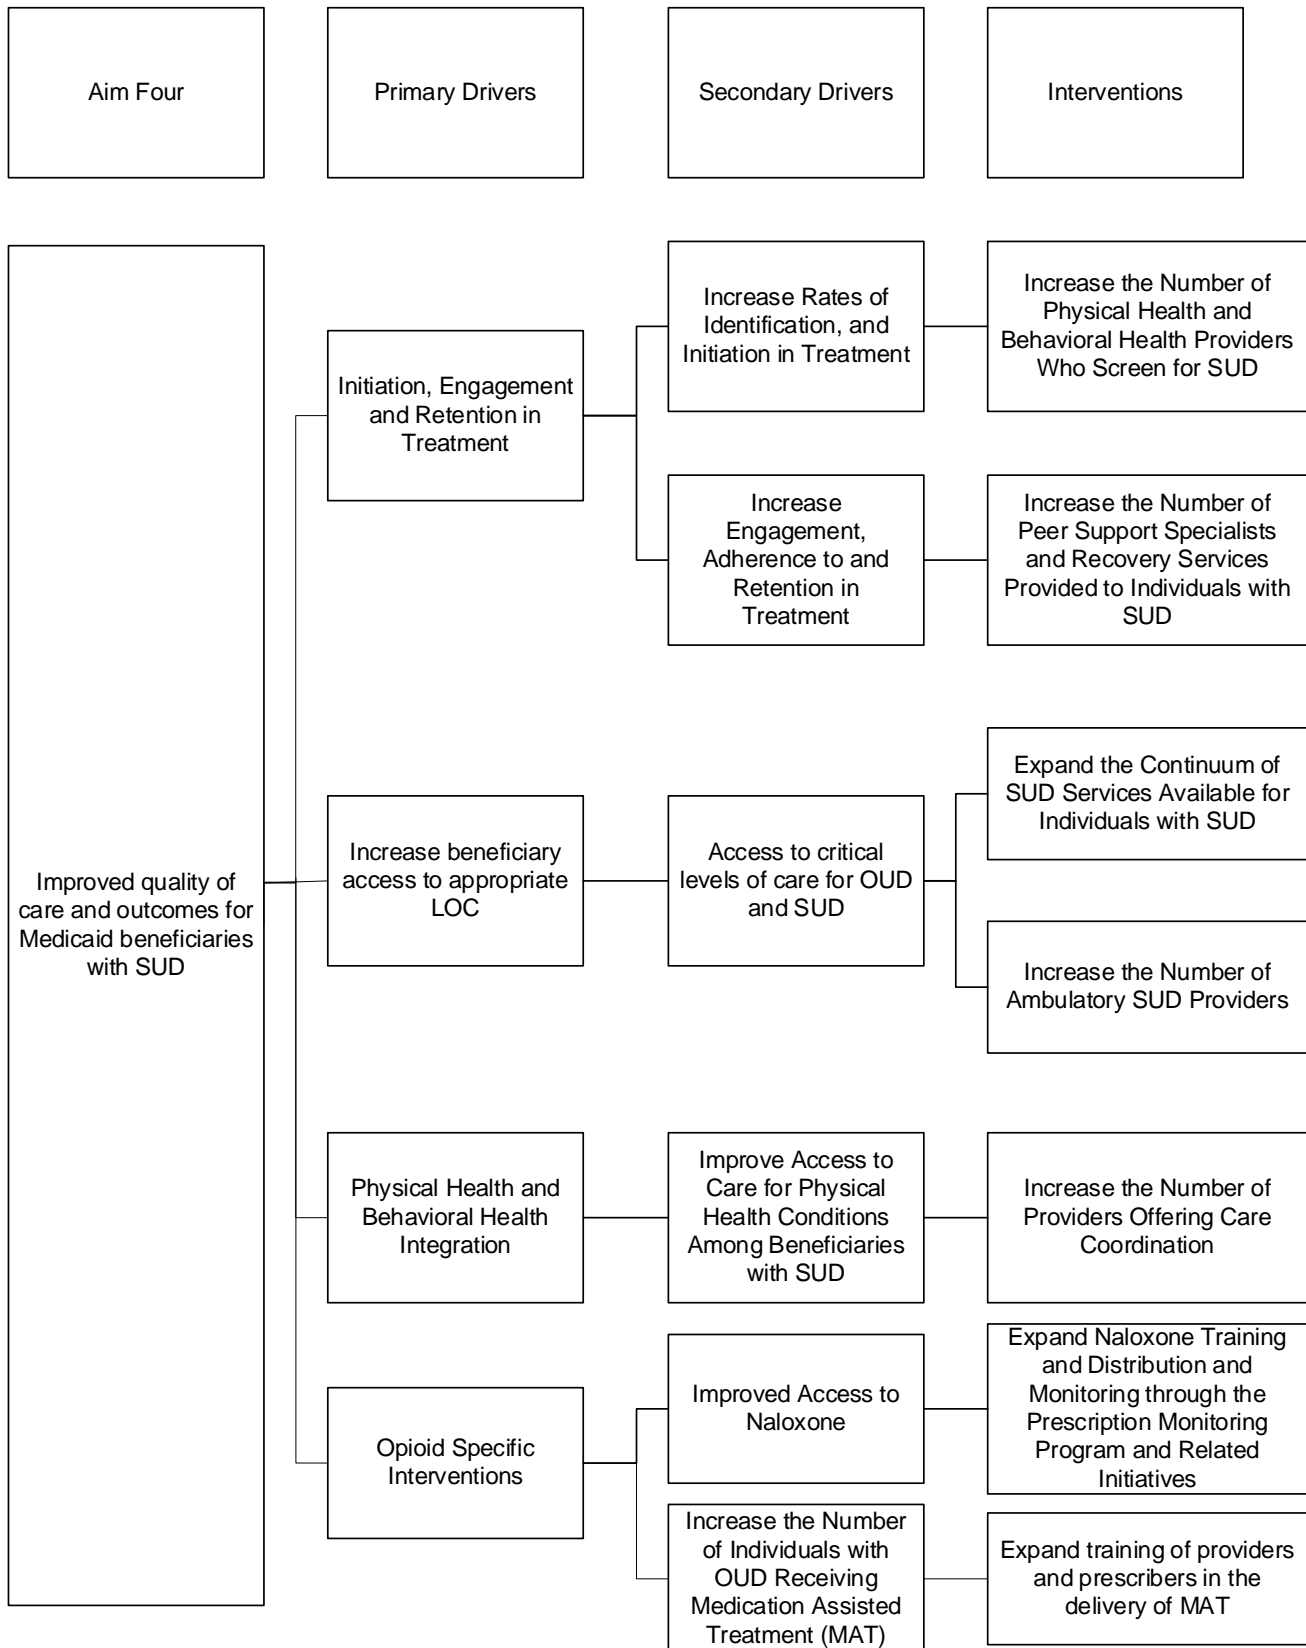 Aim Four
Primary Drivers
Secondary Drivers
Interventions
Improved quality of
care and outcomes for
Medicaid beneficiaries
with SUD
Initiation, Engagement
and Retention in
Treatment
Increase Rates of
Identification, and
Initiation in Treatment
Increase the Number of
Physical Health and
Behavioral Health Providers
Who Screen for SUD
Increase
Engagement,
Adherence to and
Retention in
Treatment
Increase the Number of
Peer Support Specialists
and Recovery Services
Provided to Individuals with
SUD
Increase beneficiary
access to appropriate
LOC
Access to critical
levels of care for OUD
and SUD
Expand the Continuum of
SUD Services Available for
Individuals with SUD
Increase the Number of
Ambulatory SUD Providers
Physical Health and
Behavioral Health
Integration
Improve Access to
Care for Physical
Health Conditions
Among Beneficiaries
with SUD
Increase the Number of
Providers Offering Care
Coordination
Opioid Specific
Interventions
Improved Access to
Naloxone
Expand Naloxone Training
and Distribution and
Monitoring through the
Prescription Monitoring
Program and Related
Initiatives
Increase the Number
of Individuals with
OUD Receiving
Medication Assisted
Treatment (MAT)
Expand training of providers
and prescribers in the
delivery of MAT